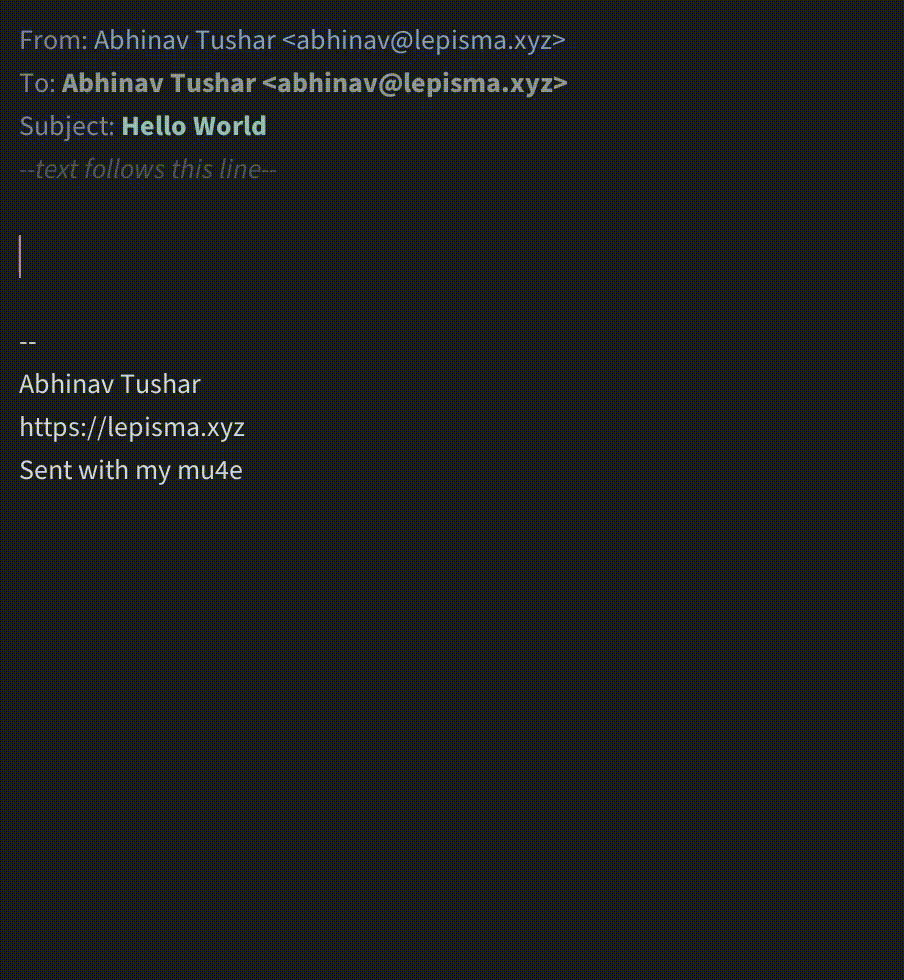 From: Abhinav Tushar <abhinav@lepisma.xyz>
To: Abhinav Tushar <abhinav@lepisma.xyz>
Subject: Hello World
--text follows this line--
--
Abhinav Tushar
https://lepisma.xyz
Sent with my mu4e